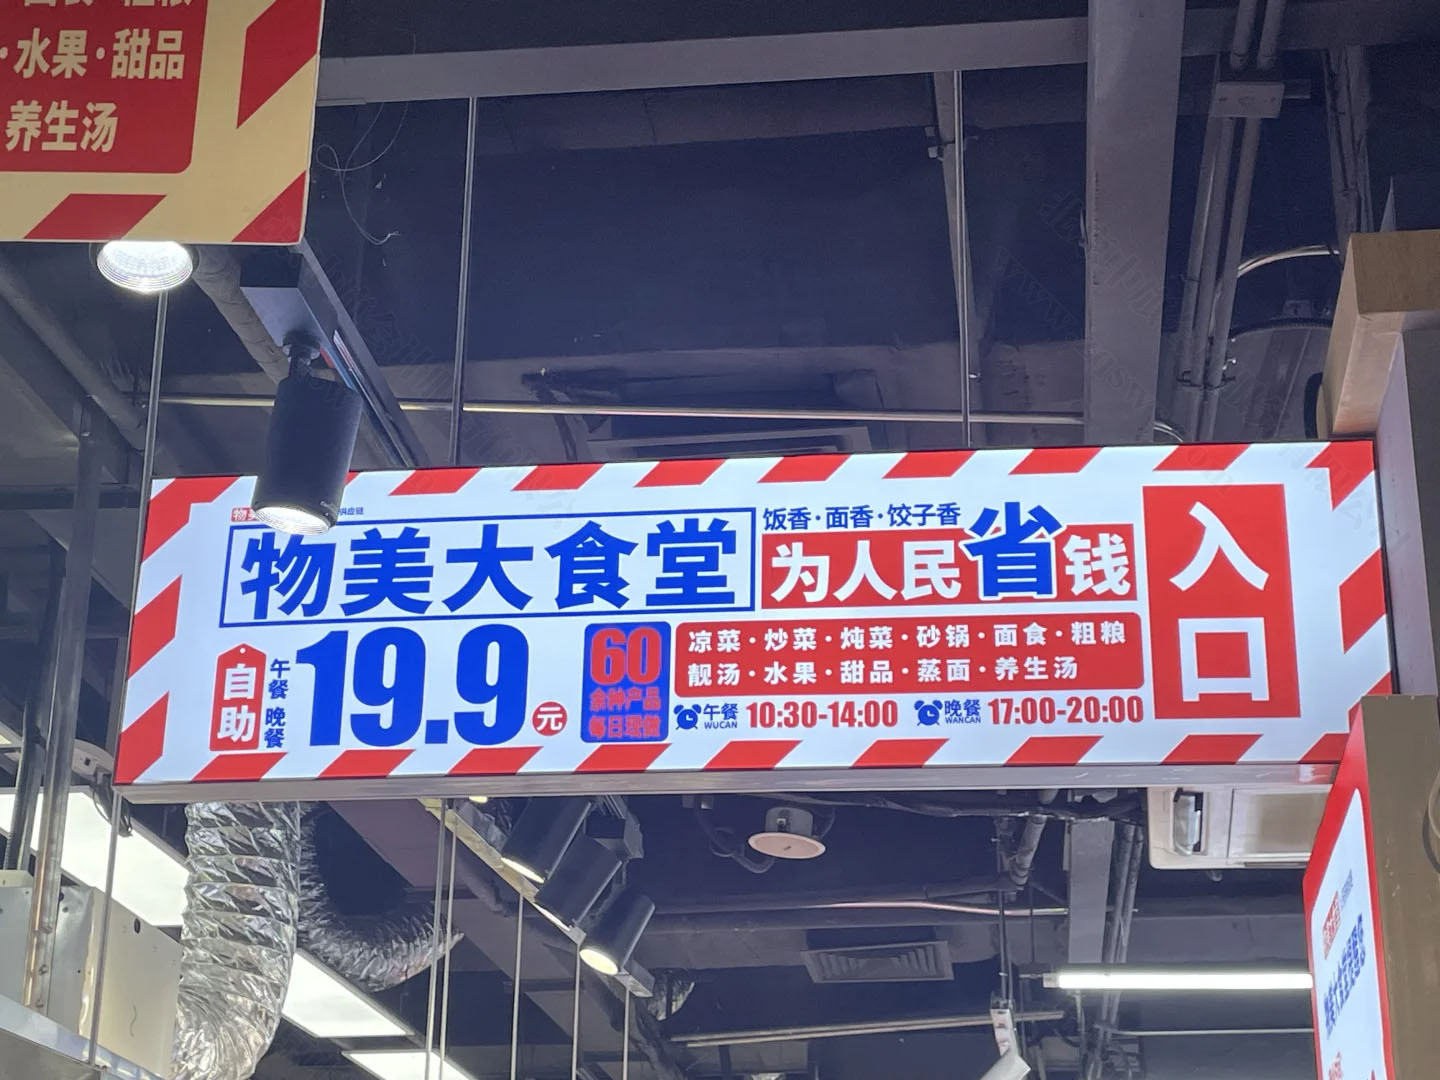 ·水果·甜品
养生汤
供应链
物美大食堂
饭香·面香·饺子香
为人民省钱
入口
自助
午餐
晚餐
19.9元
60
余种产品
每日现做
凉菜·炒菜·炖菜·砂锅·面食·粗粮
靓汤·水果·甜品·蒸面·养生汤
午餐
WUCAN
10:30-14:00
晚餐
WANCAN
17:00-20:00